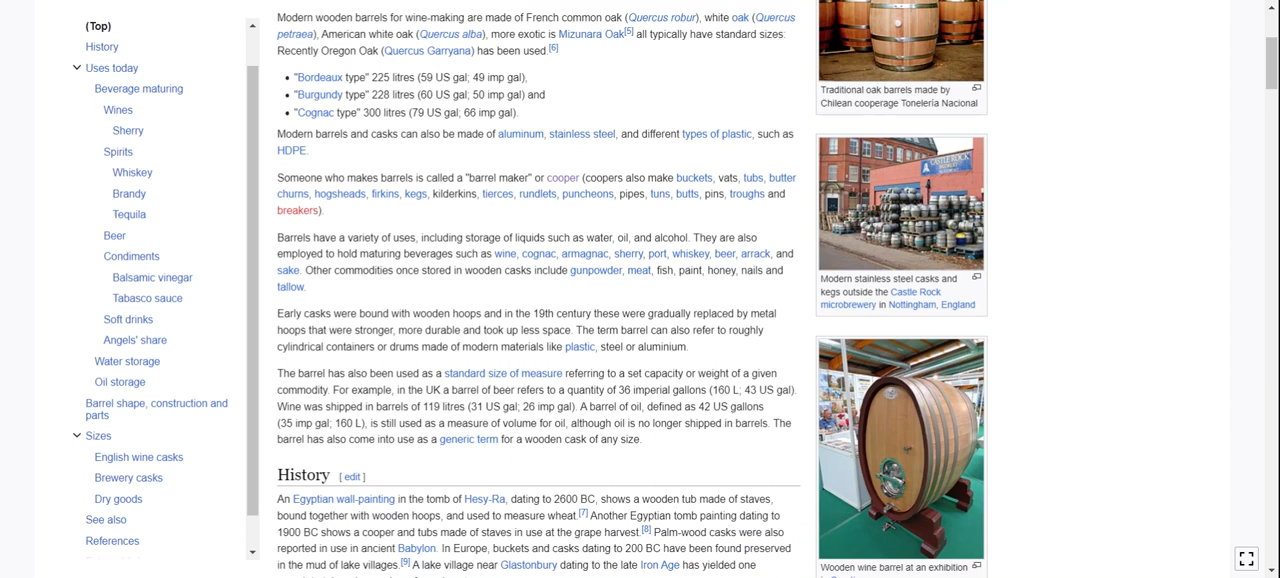 (Top)
History
Uses today
Beverage maturing
Wines
Sherry
Spirits
Whiskey
Brandy
Tequila
Beer
Condiments
Balsamic vinegar
Tabasco sauce
Soft drinks
Angels' share
Water storage
Oil storage
Barrel shape, construction and
parts
Sizes
English wine casks
Brewery casks
Dry goods
See also
References
Modern wooden barrels for wine-making are made of French common oak (Quercus robur), white oak (Quercus
petraea), American white oak (Quercus alba), more exotic is Mizunara Oak[5] all typically have standard sizes:
Recently Oregon Oak (Quercus Garryana) has been used.[6]
• "Bordeaux type" 225 litres (59 US gal; 49 imp gal),
• "Burgundy type" 228 litres (60 US gal; 50 imp gal) and
• "Cognac type" 300 litres (79 US gal; 66 imp gal).
Modern barrels and casks can also be made of aluminum, stainless steel, and different types of plastic, such as
HDPE.
Someone who makes barrels is called a "barrel maker" or cooper (coopers also make buckets, vats, tubs, butter
churns, hogsheads, firkins, kegs, kilderkins, tierces, rundlets, puncheons, pipes, tuns, butts, pins, troughs and
breakers).
Barrels have a variety of uses, including storage of liquids such as water, oil, and alcohol. They are also
employed to hold maturing beverages such as wine, cognac, armagnac, sherry, port, whiskey, beer, arrack, and
sake. Other commodities once stored in wooden casks include gunpowder, meat, fish, paint, honey, nails and
tallow.
Early casks were bound with wooden hoops and in the 19th century these were gradually replaced by metal
hoops that were stronger, more durable and took up less space. The term barrel can also refer to roughly
cylindrical containers or drums made of modern materials like plastic, steel or aluminium.
The barrel has also been used as a standard size of measure referring to a set capacity or weight of a given
commodity. For example, in the UK a barrel of beer refers to a quantity of 36 imperial gallons (160 L; 43 US gal).
Wine was shipped in barrels of 119 litres (31 US gal; 26 imp gal). A barrel of oil, defined as 42 US gallons
(35 imp gal; 160 L), is still used as a measure of volume for oil, although oil is no longer shipped in barrels. The
barrel has also come into use as a generic term for a wooden cask of any size.
History [ edit ]
An Egyptian wall-painting in the tomb of Hesy-Ra, dating to 2600 BC, shows a wooden tub made of staves,
bound together with wooden hoops, and used to measure wheat.[7] Another Egyptian tomb painting dating to
1900 BC shows a cooper and tubs made of staves in use at the grape harvest.[8] Palm-wood casks were also
reported in use in ancient Babylon. In Europe, buckets and casks dating to 200 BC have been found preserved
in the mud of lake villages.[9] A lake village near Glastonbury dating to the late Iron Age has yielded one
Traditional oak barrels made by
Chilean cooperage Tonelería Nacional
CASTLE ROCK
Modern stainless steel casks and
kegs outside the Castle Rock
microbrewery in Nottingham, England
Wooden wine barrel at an exhibition